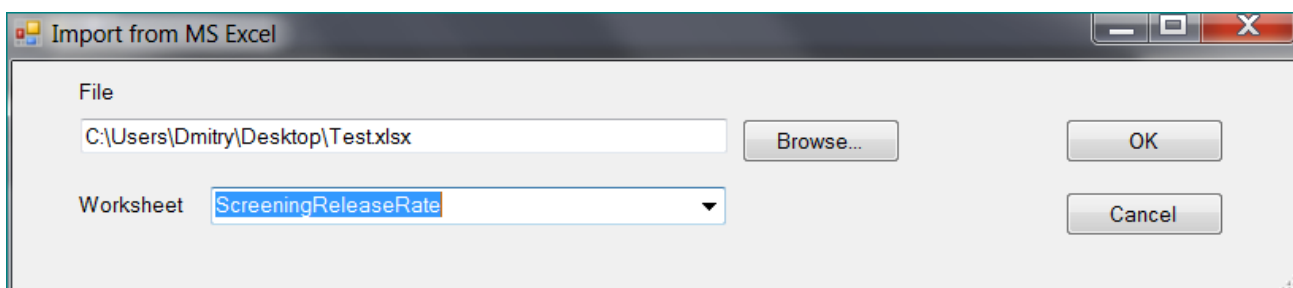 Import from MS Excel
File
C:\Users\Dmitry\Desktop\Test.xlsx
Browse...
OK
Worksheet
ScreeningReleaseRate
Cancel